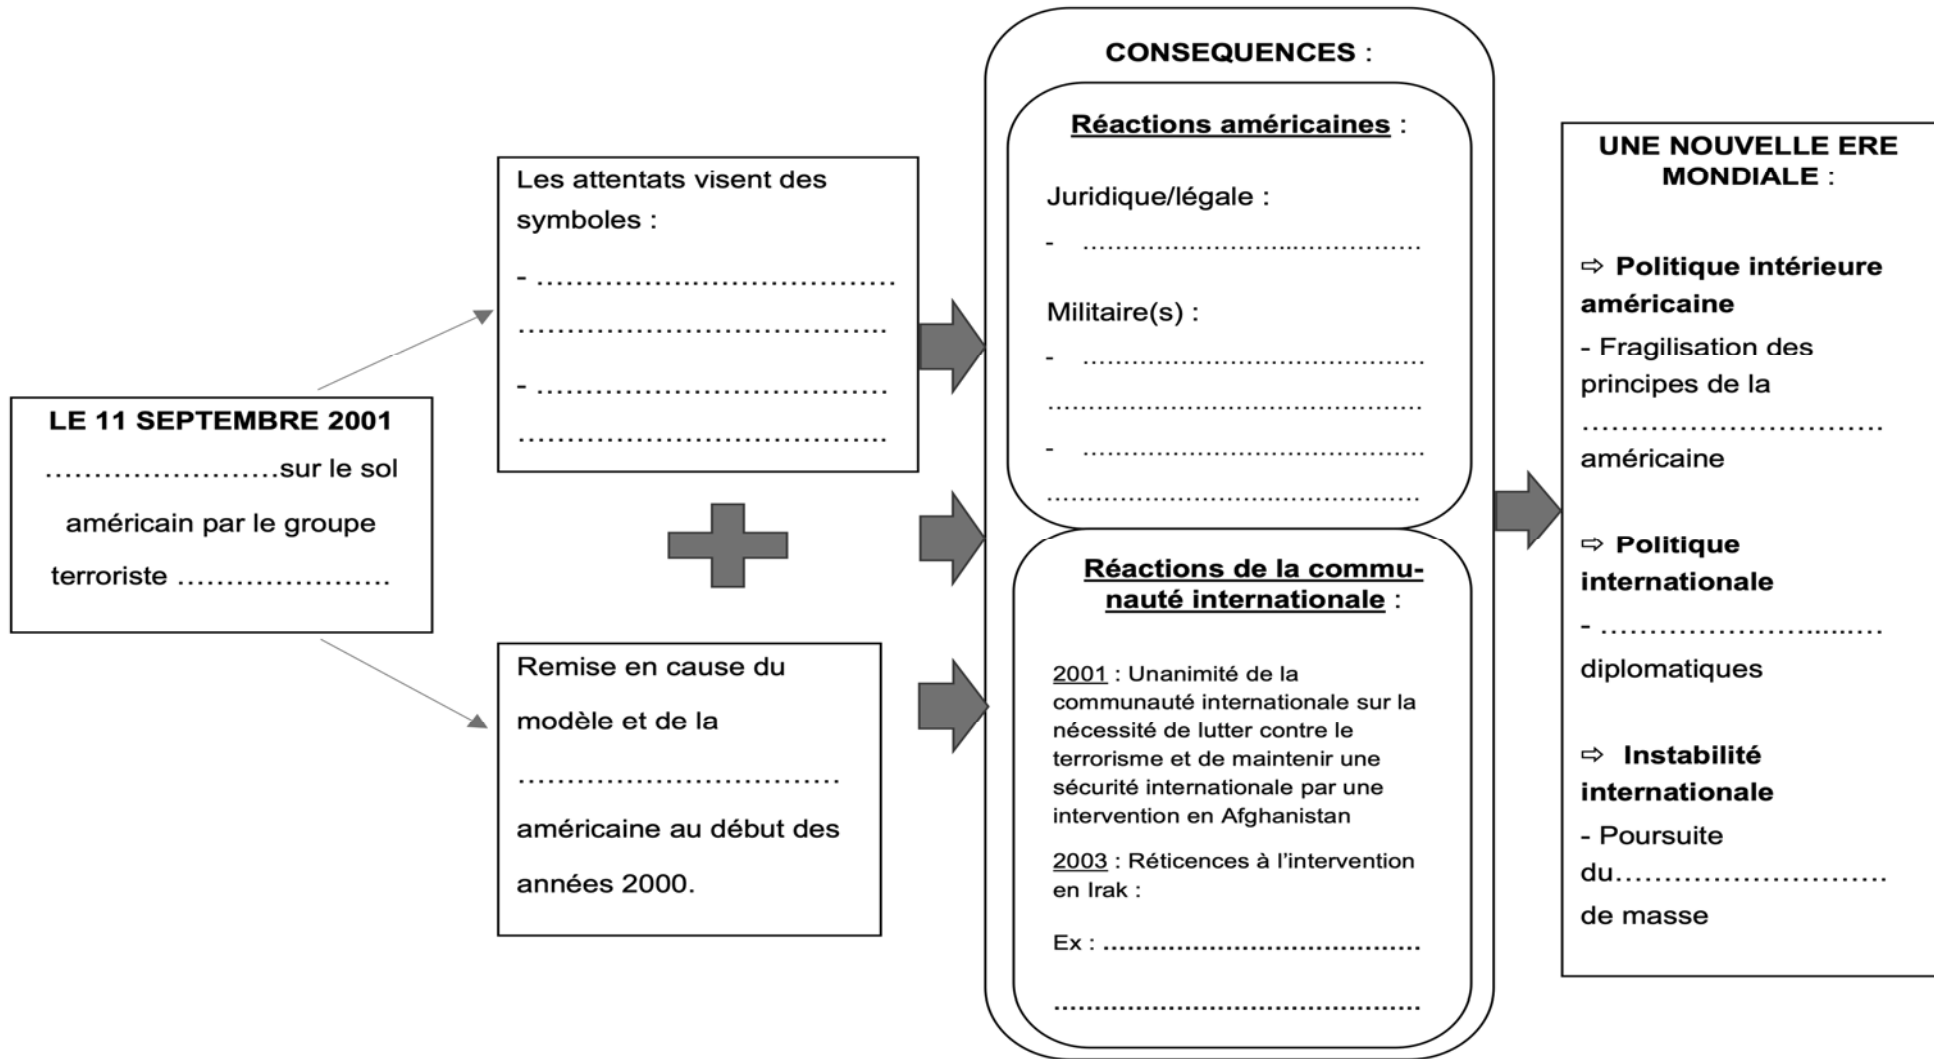 LE 11 SEPTEMBRE 2001
……………………sur le sol
américain par le groupe
terroriste ………………….
Les attentats visent des
symboles :
- ………………………………
……………………………….
- ………………………………
……………………………….
Remise en cause du
modèle et de la
……………………………
américaine au début des
années 2000.
CONSEQUENCES :
Réactions américaines :
Juridique/légale :
- ……………………………………
Militaire(s) :
- ……………………………………
………………………………………
- ……………………………………
………………………………………
Réactions de la commu-
nauté internationale :
2001 : Unanimité de la
communauté internationale sur la
nécessité de lutter contre le
terrorisme et de maintenir une
sécurité internationale par une
intervention en Afghanistan
2003 : Réticences à l'intervention
en Irak :
Ex : …………………………………
………………………………………
UNE NOUVELLE ERE
MONDIALE :
⇨ Politique intérieure
américaine
- Fragilisation des
principes de la
………………………….
américaine
⇨ Politique
internationale
- ………………….....…
diplomatiques
⇨ Instabilité
internationale
- Poursuite
du……………………….
de masse